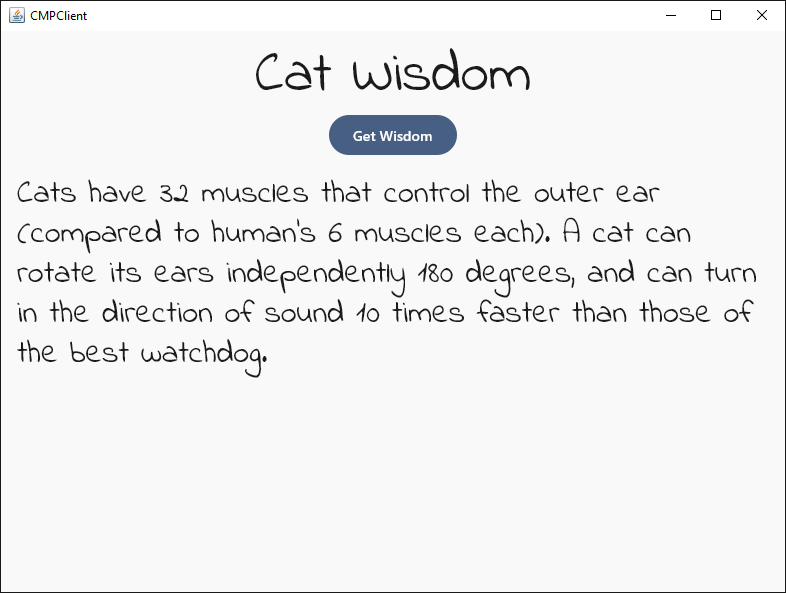 CMPClient
Cat Wisdom
Get Wisdom
Cats have 32 muscles that control the outer ear
(compared to human's 6 muscles each). A cat can
rotate its ears independently 180 degrees, and can turn
in the direction of sound 10 times faster than those of
the best watchdog.